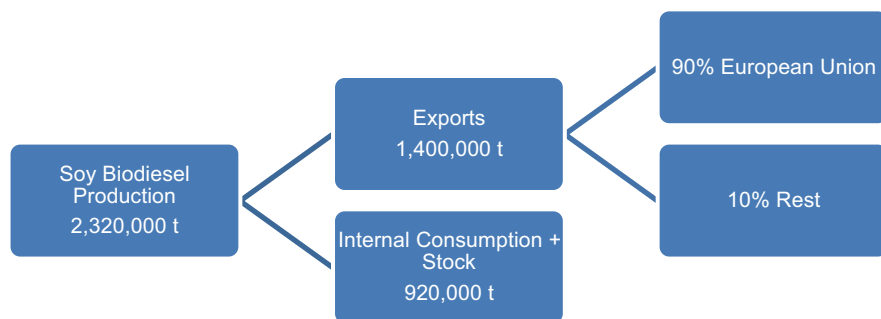 Soy Biodiesel
Production
2,320,000 t
Exports
1,400,000 t
Internal Consumption +
Stock
920,000 t
90% European Union
10% Rest